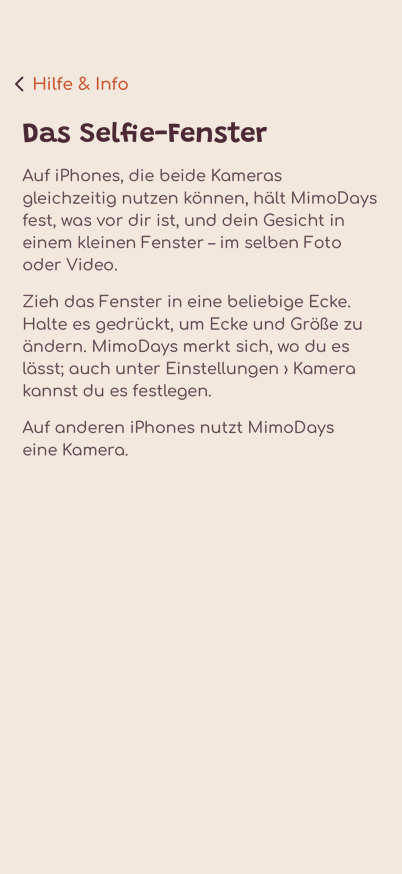 Hilfe & Info
Das Selfie-Fenster
Auf iPhones, die beide Kameras
gleichzeitig nutzen können, hält MimoDays
fest, was vor dir ist, und dein Gesicht in
einem kleinen Fenster – im selben Foto
oder Video.
Zieh das Fenster in eine beliebige Ecke.
Halte es gedrückt, um Ecke und Größe zu
ändern. MimoDays merkt sich, wo du es
lässt; auch unter Einstellungen › Kamera
kannst du es festlegen.
Auf anderen iPhones nutzt MimoDays
eine Kamera.